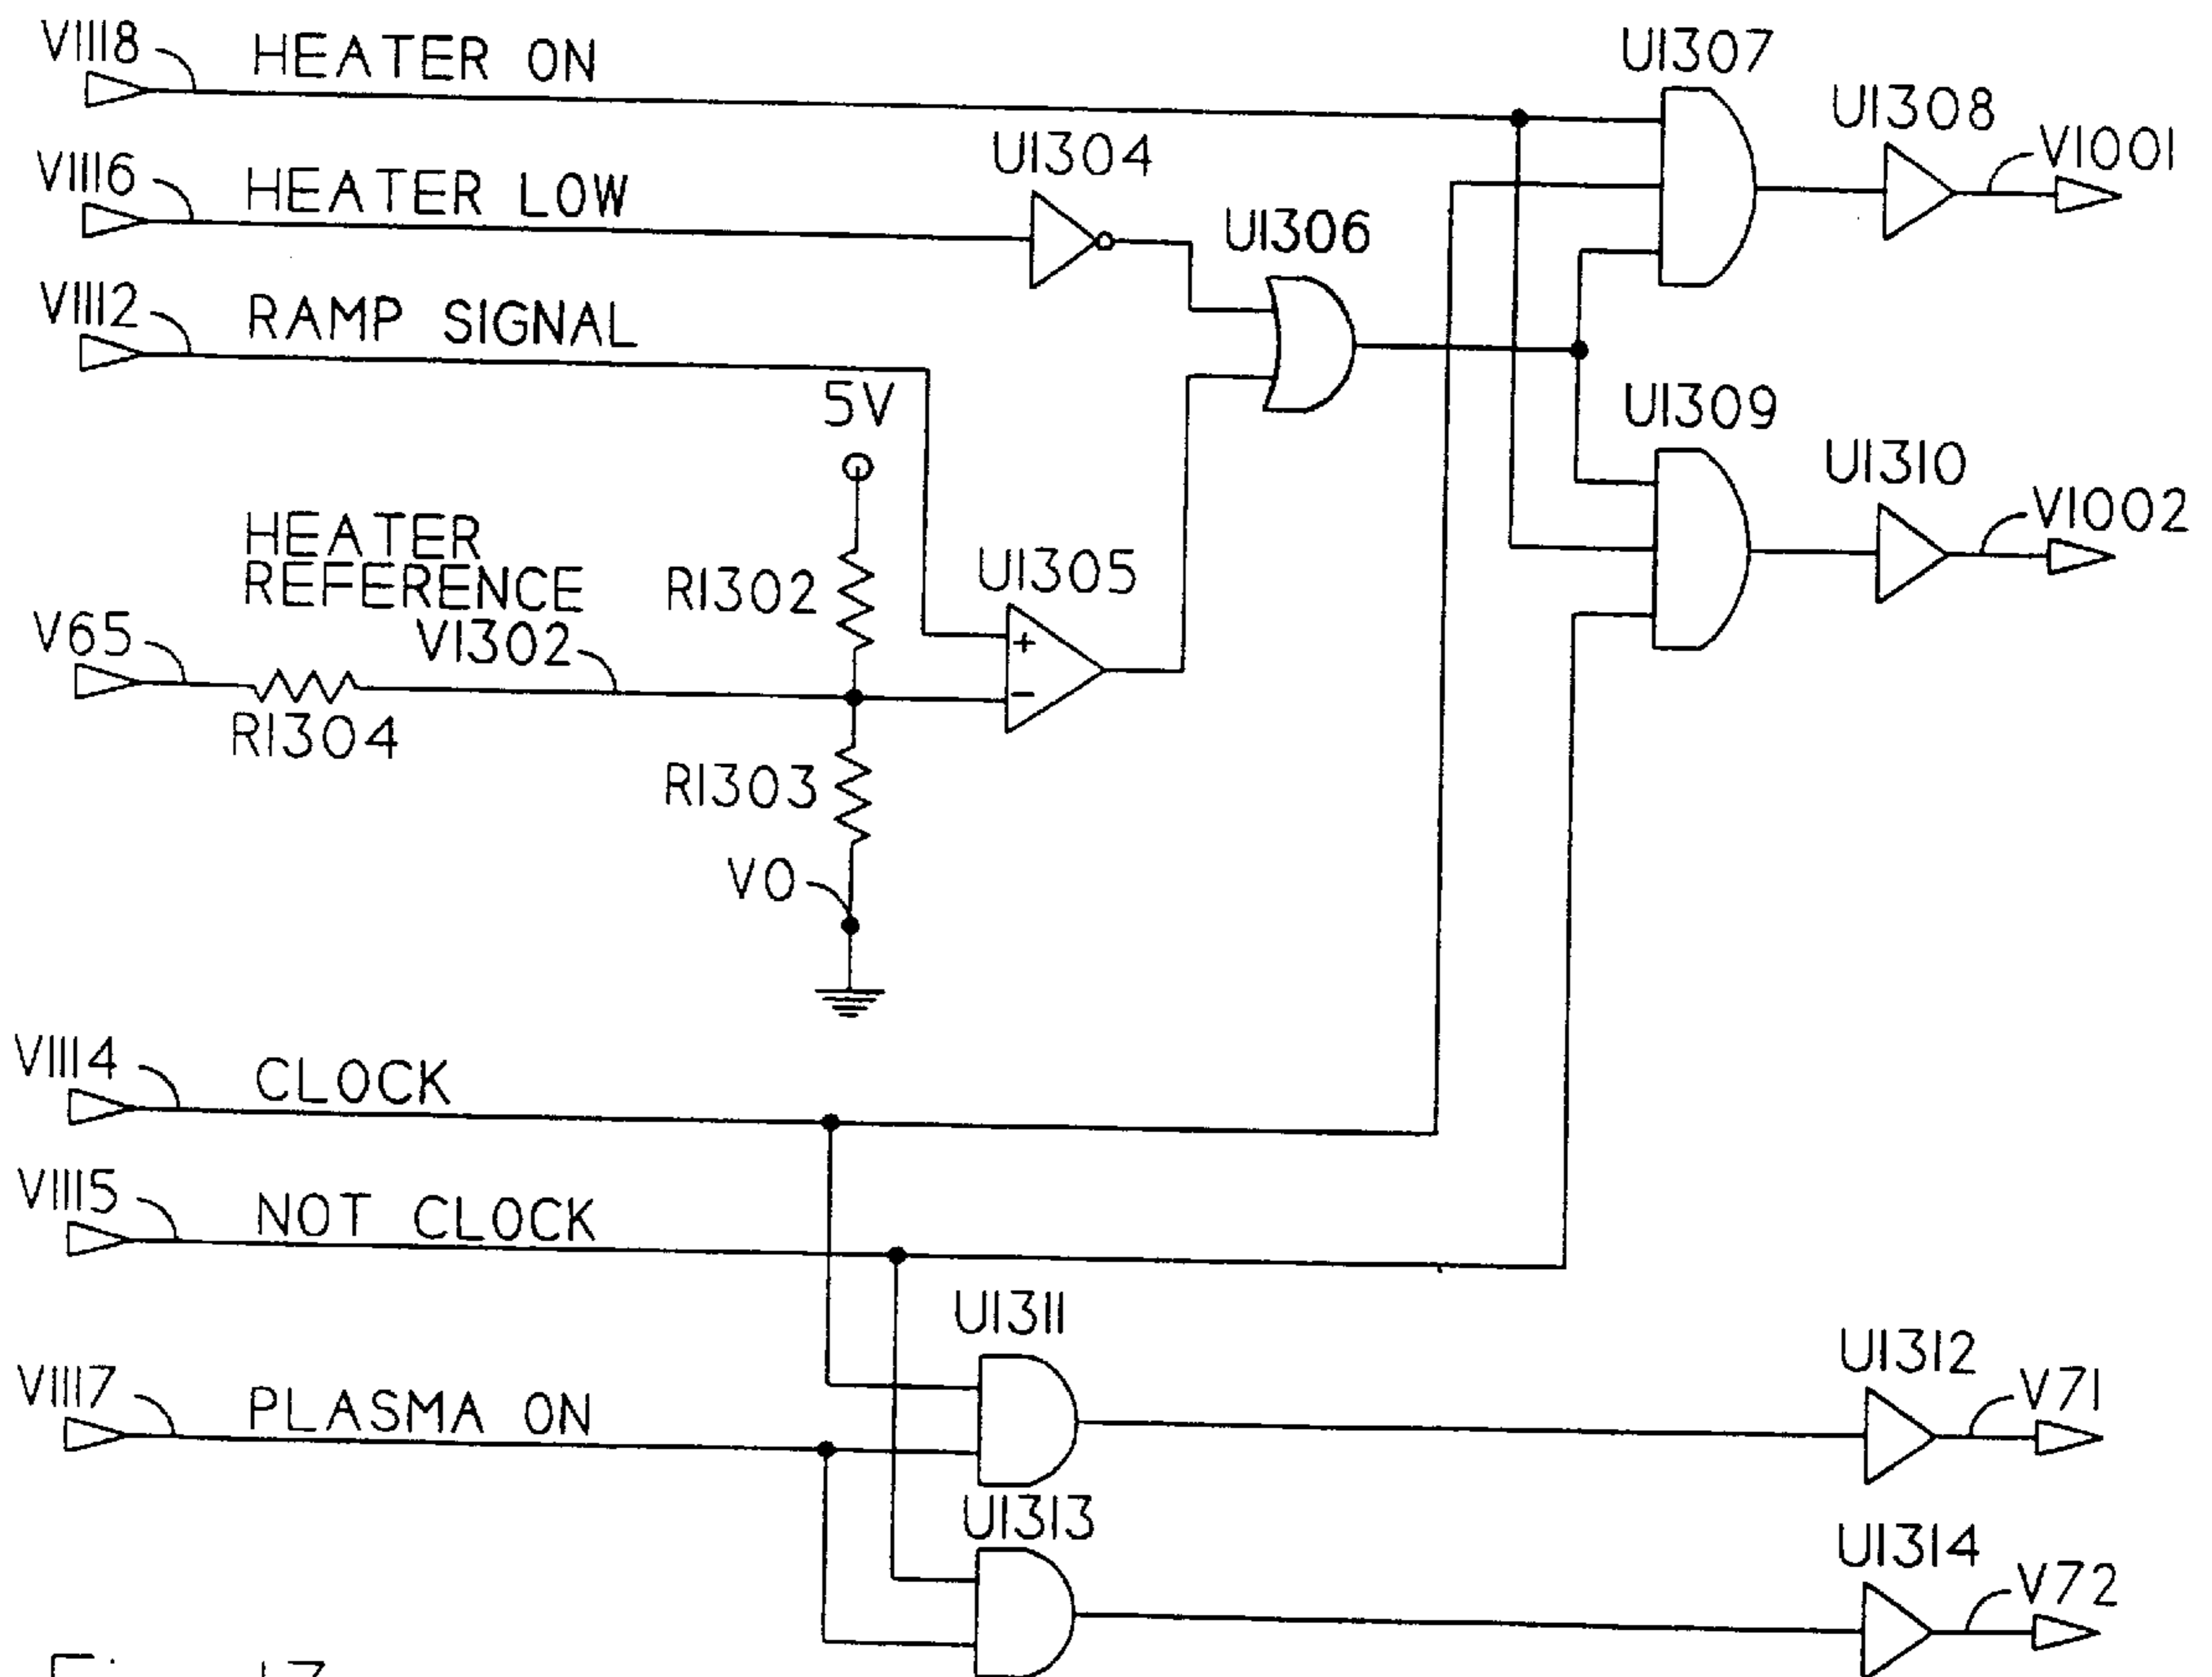 V1118
HEATER ON
U1307
U1308
V1001
V1116
HEATER LOW
U1304
U1306
V1112
RAMP SIGNAL
5V
U1309
U1310
V1002
HEATER
REFERENCE
R1302
U1305
+
V65
V1302
-
R1304
R1303
V0
V1114
CLOCK
V1115
NOT CLOCK
U1311
V1117
PLASMA ON
U1312
V71
U1313
U1314
V72